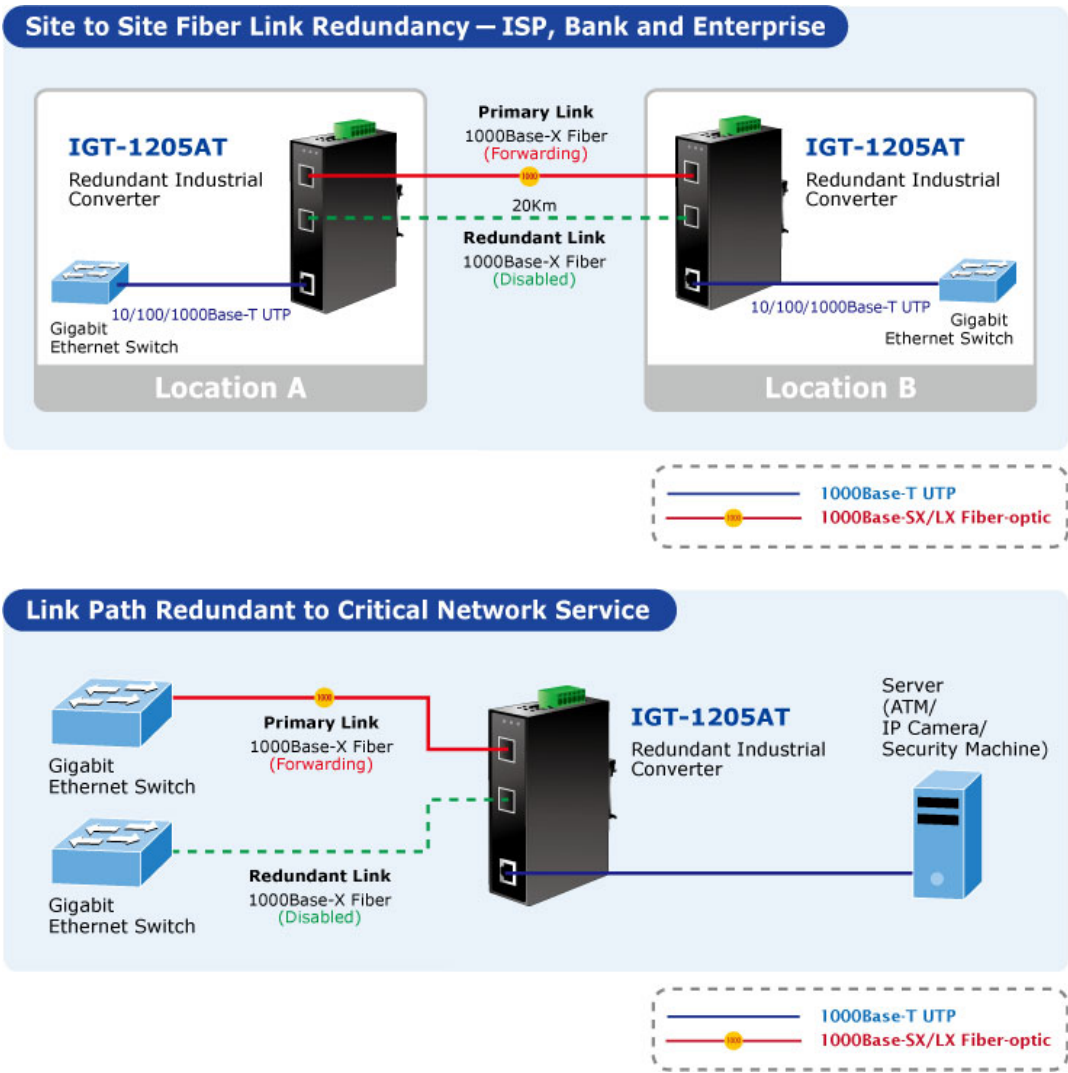 Site to Site Fiber Link Redundancy — ISP, Bank and Enterprise
IGT-1205AT
Redundant Industrial
Converter
10/100/1000Base-T UTP
Gigabit
Ethernet Switch
Location A
Primary Link
1000Base-X Fiber
(Forwarding)
1000
20Km
Redundant Link
1000Base-X Fiber
(Disabled)
IGT-1205AT
Redundant Industrial
Converter
10/100/1000Base-T UTP
Gigabit
Ethernet Switch
Location B
1000Base-T UTP
1000
1000Base-SX/LX Fiber-optic
Link Path Redundant to Critical Network Service
Gigabit
Ethernet Switch
1000
Primary Link
1000Base-X Fiber
(Forwarding)
Gigabit
Ethernet Switch
Redundant Link
1000Base-X Fiber
(Disabled)
IGT-1205AT
Redundant Industrial
Converter
Server
(ATM/
IP Camera/
Security Machine)
1000Base-T UTP
1000
1000Base-SX/LX Fiber-optic